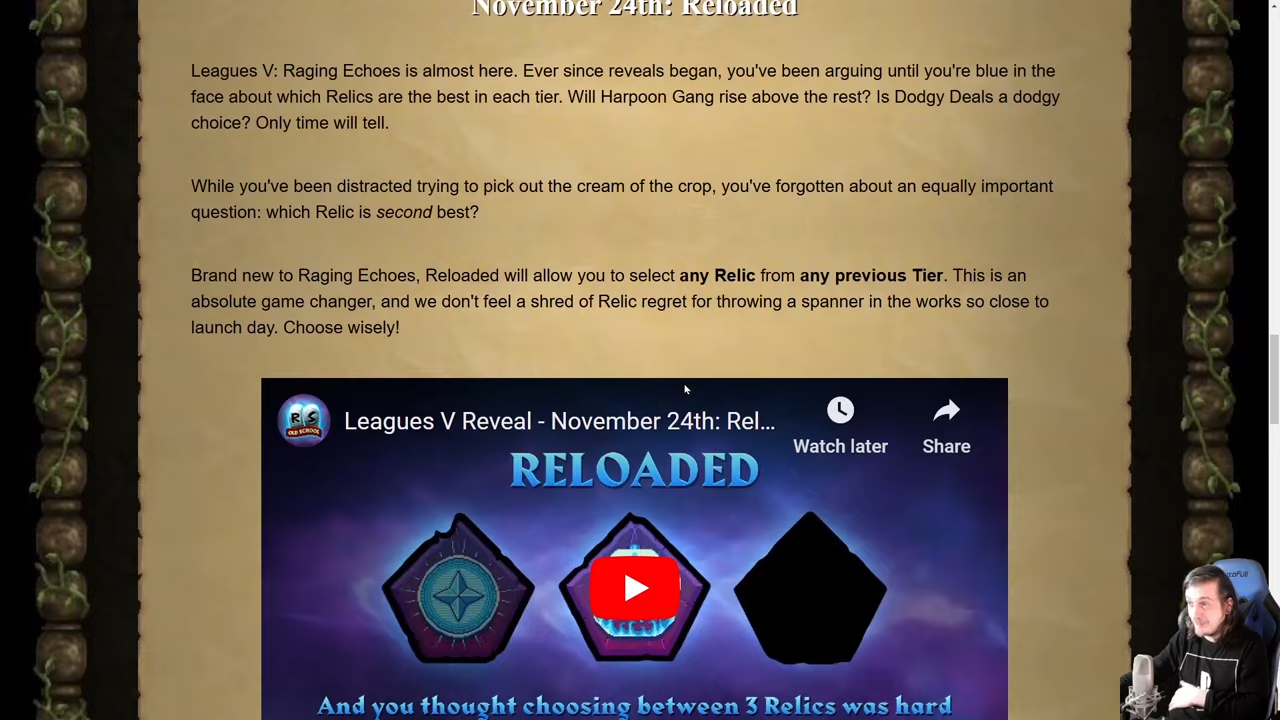 November 24th: Reloaded
Leagues V: Raging Echoes is almost here. Ever since reveals began, you've been arguing until you're blue in the
face about which Relics are the best in each tier. Will Harpoon Gang rise above the rest? Is Dodgy Deals a dodgy
choice? Only time will tell.
While you've been distracted trying to pick out the cream of the crop, you've forgotten about an equally important
question: which Relic is second best?
Brand new to Raging Echoes, Reloaded will allow you to select any Relic from any previous Tier. This is an
absolute game changer, and we don't feel a shred of Relic regret for throwing a spanner in the works so close to
launch day. Choose wisely!
RS
OLD SCHOOL
Leagues V Reveal - November 24th: Rel...
Watch later
Share
RELOADED
And you thought choosing between 3 Relics was hard